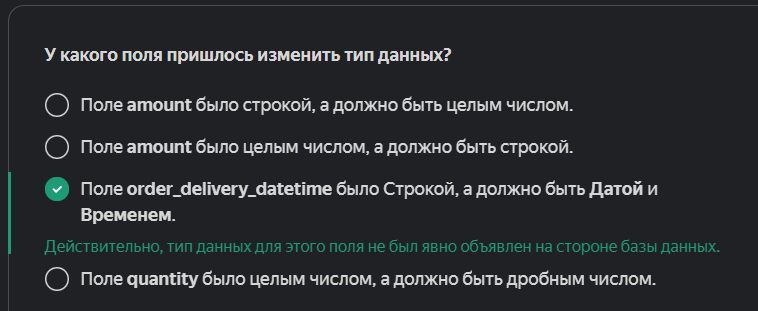 У какого поля пришлось изменить тип данных?
Поле amount было строкой, а должно быть целым числом.
Поле amount было целым числом, а должно быть строкой.
Поле order_delivery_datetime было Строкой, а должно быть Датой и
Временем.
Действительно, тип данных для этого поля не был явно объявлен на стороне базы данных.
Поле quantity было целым числом, а должно быть дробным числом.